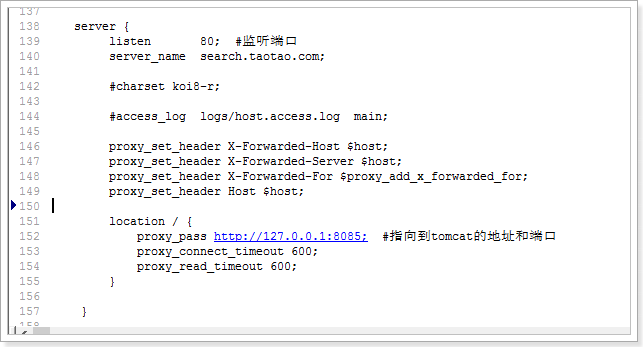 137
138 server {
139 listen 80; #监听端口
140 server_name search.taotao.com;
141
142 #charset koi8-r;
143
144 #access_log logs/host.access.log main;
145
146 proxy_set_header X-Forwarded-Host $host;
147 proxy_set_header X-Forwarded-Server $host;
148 proxy_set_header X-Forwarded-For $proxy_add_x_forwarded_for;
149 proxy_set_header Host $host;
150
151 location / {
152 proxy_pass http://127.0.0.1:8085; #指向到tomcat的地址和端口
153 proxy_connect_timeout 600;
154 proxy_read_timeout 600;
155 }
156
157 }
158